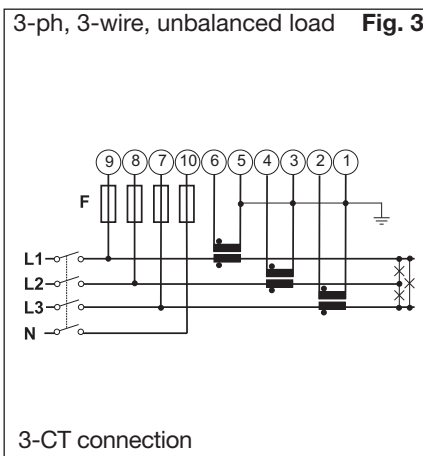 3-ph, 3-wire, unbalanced load Fig. 3
9 8 7 10 6 5 4 3 2 1
F
L1
L2
L3
N
3-CT connection